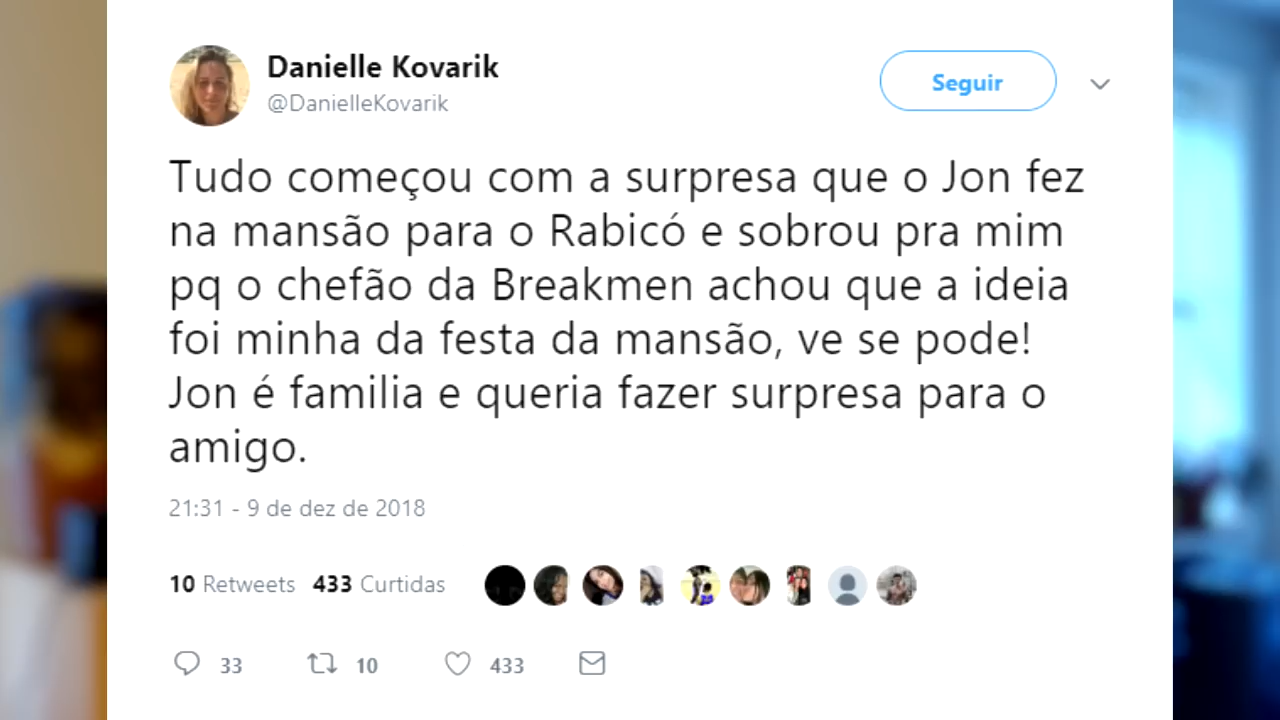 Danielle Kovarik
@DanielleKovarik
Seguir
Tudo começou com a surpresa que o Jon fez
na mansão para o Rabicó e sobrou pra mim
pq o chefão da Breakmen achou que a ideia
foi minha da festa da mansão, ve se pode!
Jon é familia e queria fazer surpresa para o
amigo.
21:31 - 9 de dez de 2018
10 Retweets 433 Curtidas
33 10 433